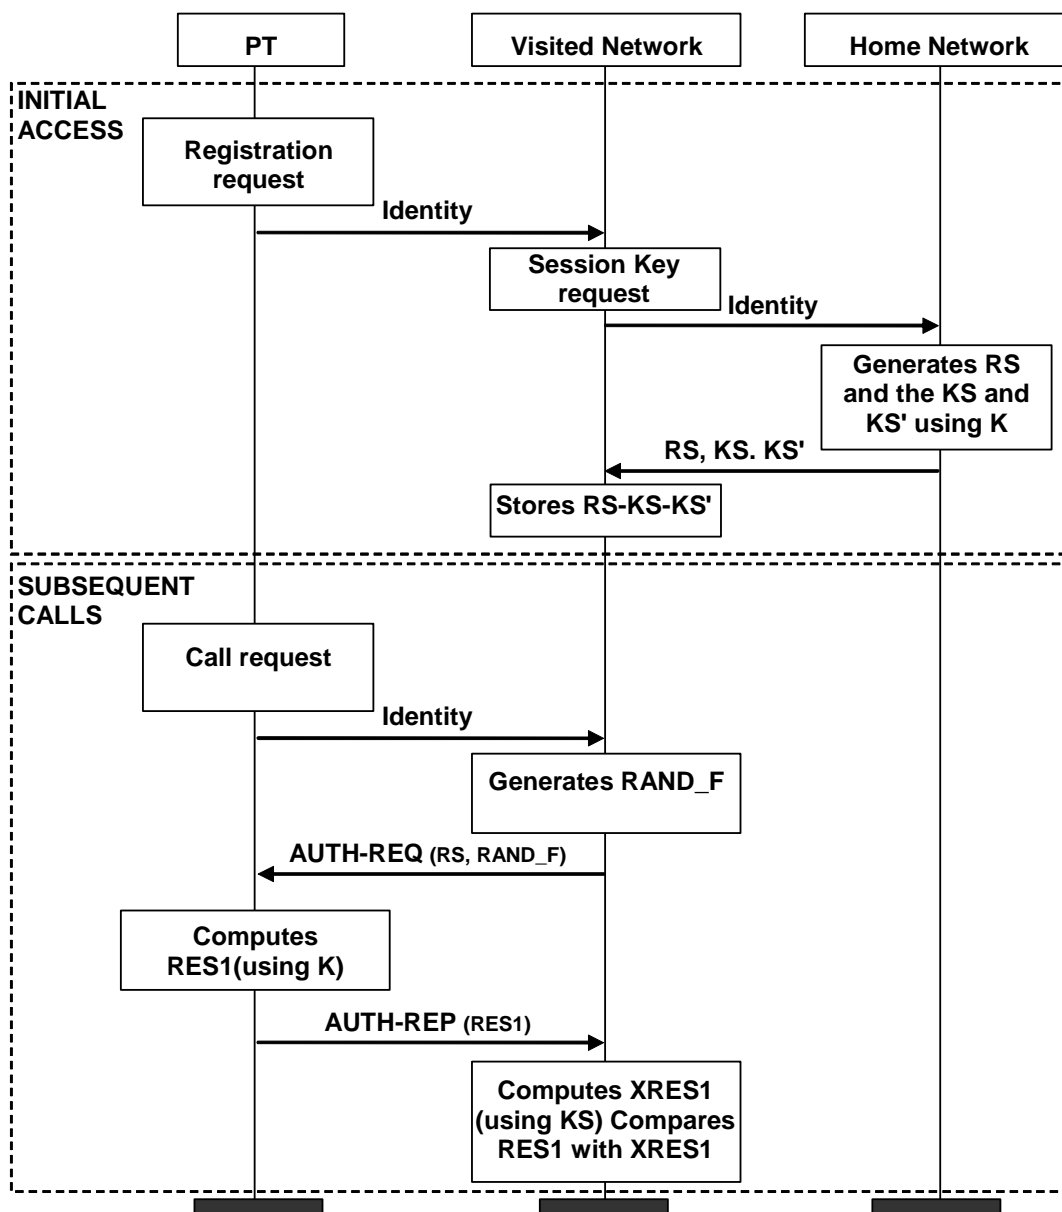 PT
Visited Network
Home Network
INITIAL
ACCESS
Registration
request
Identity
Session Key
request
Identity
Generates RS
and the KS and
KS' using K
RS, KS. KS'
Stores RS-KS-KS'
SUBSEQUENT
CALLS
Call request
Identity
Generates RAND_F
AUTH-REQ (RS, RAND_F)
Computes
RES1(using K)
AUTH-REP (RES1)
Computes XRES1
(using KS) Compares
RES1 with XRES1